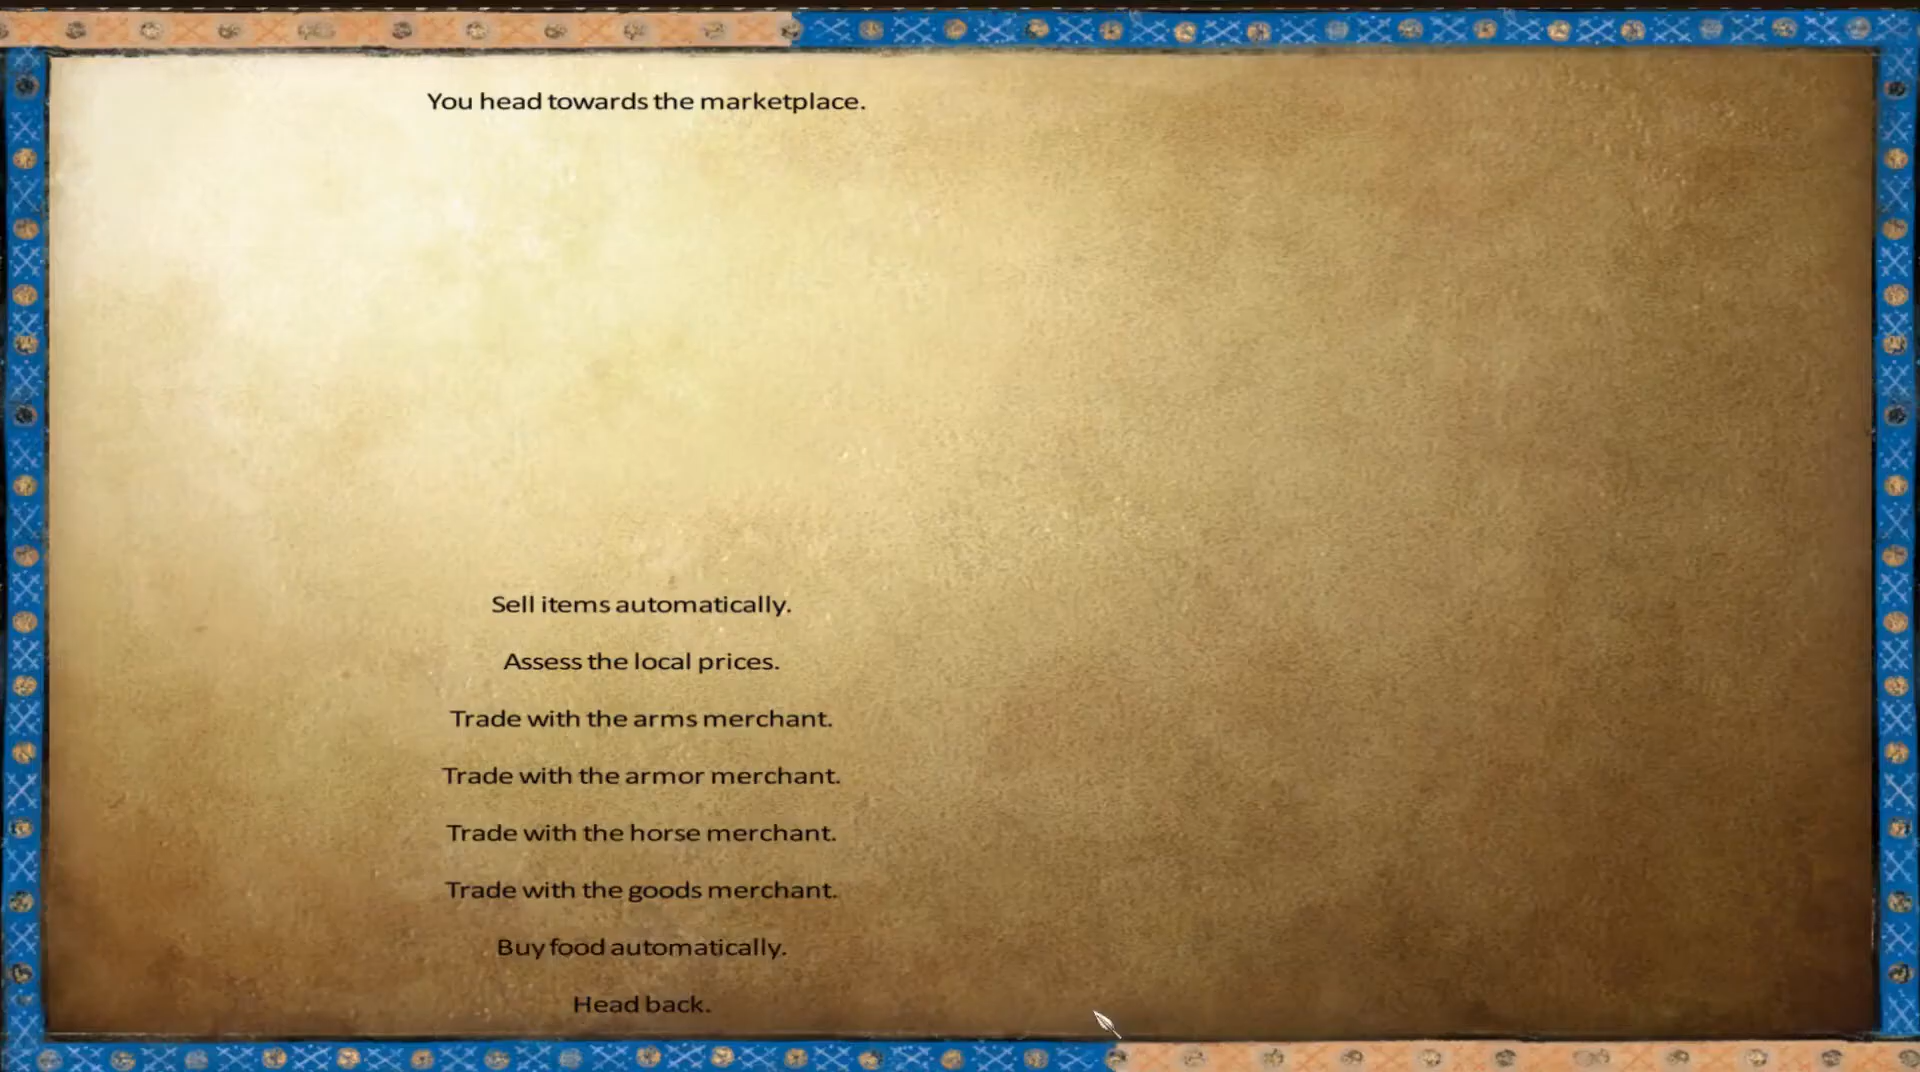 You head towards the marketplace.
Sell items automatically.
Assess the local prices.
Trade with the arms merchant.
Trade with the armor merchant.
Trade with the horse merchant.
Trade with the goods merchant.
Buy food automatically.
Head back.